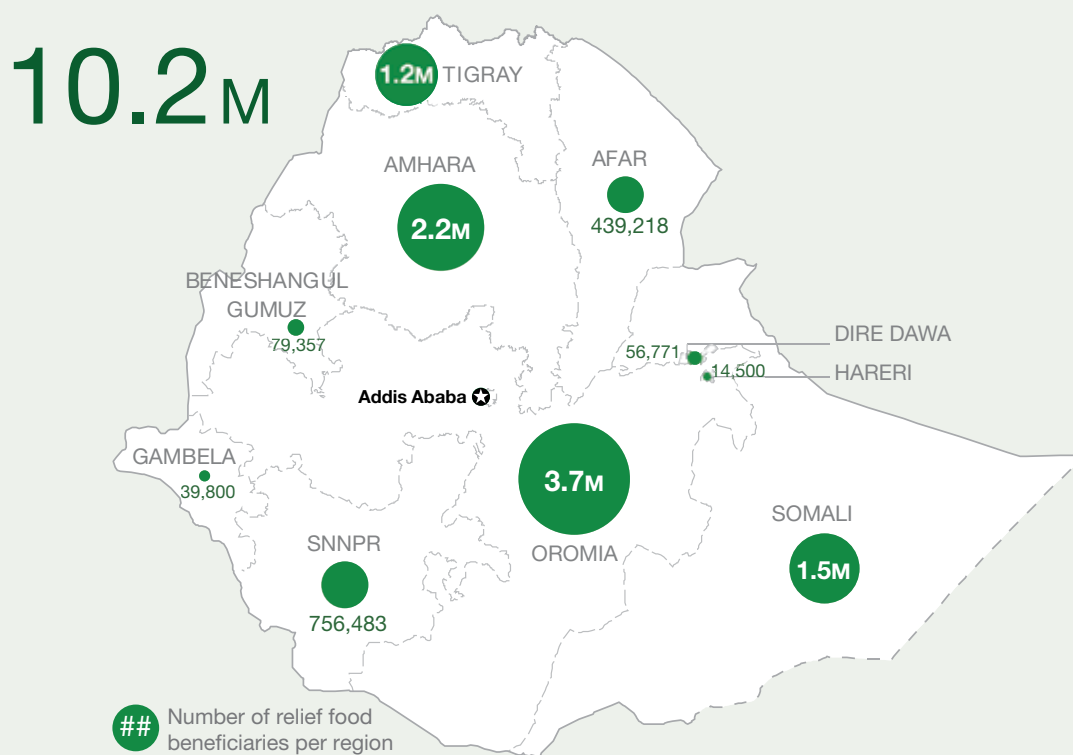 10.2M
1.2M TIGRAY
AMHARA
2.2M
AFAR
439,218
BENESHANGUL
GUMUZ
79,357
DIRE DAWA
56,771
14,500
HARERI
Addis Ababa
GAMBELA
39,800
3.7M
OROMIA
SOMALI
1.5M
SNNPR
756,483
## Number of relief food
beneficiaries per region